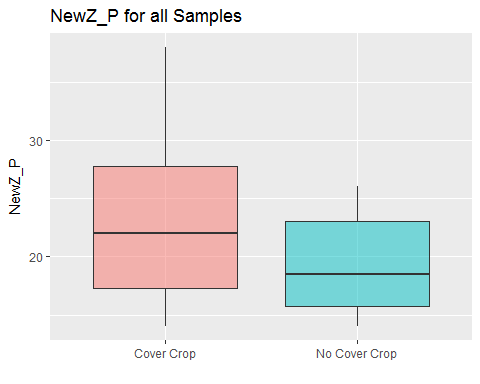 NewZ_P for all Samples
NewZ_P
30
20
Cover Crop
No Cover Crop